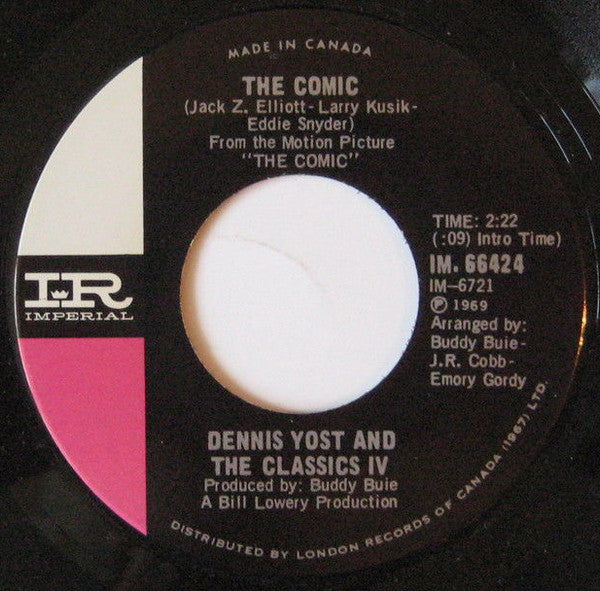 MADE IN CANADA
THE COMIC
(Jack Z. Elliott-Larry Kusik-
Eddie Snyder)
From the Motion Picture
"THE COMIC"
TIME: 2:22
(:09) Intro Time)
IM. 66424
IM-6721
Ⓟ 1969
Arranged by:
Buddy Buie-
J.R. Cobb-
Emory Gordy
IR
IMPERIAL
DENNIS YOST AND
THE CLASSICS IV
Produced by: Buddy Buie
A Bill Lowery Production
DISTRIBUTED BY LONDON RECORDS OF CANADA (1967) LTD.